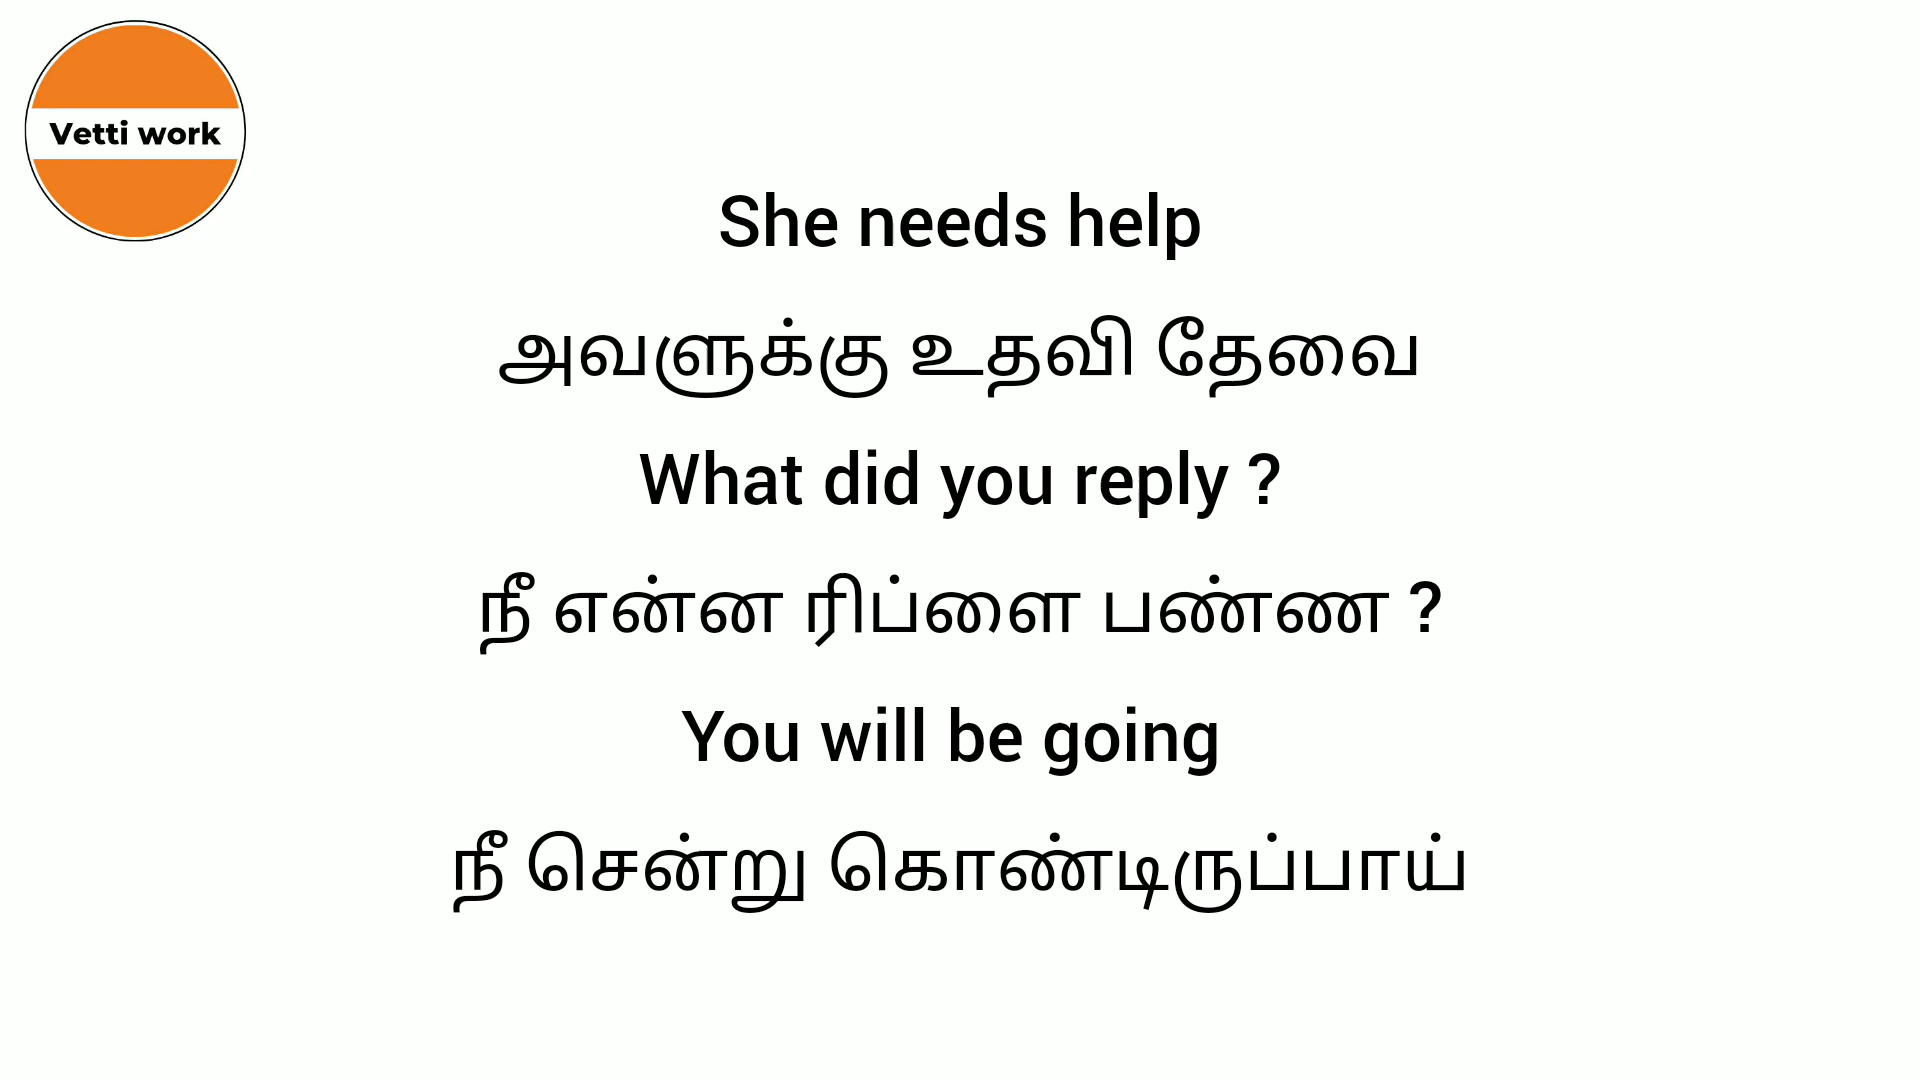 Vetti work
She needs help
அவளுக்கு உதவி தேவை
What did you reply ?
நீ என்ன ரிப்ளை பண்ண ?
You will be going
நீ சென்று கொண்டிருப்பாய்